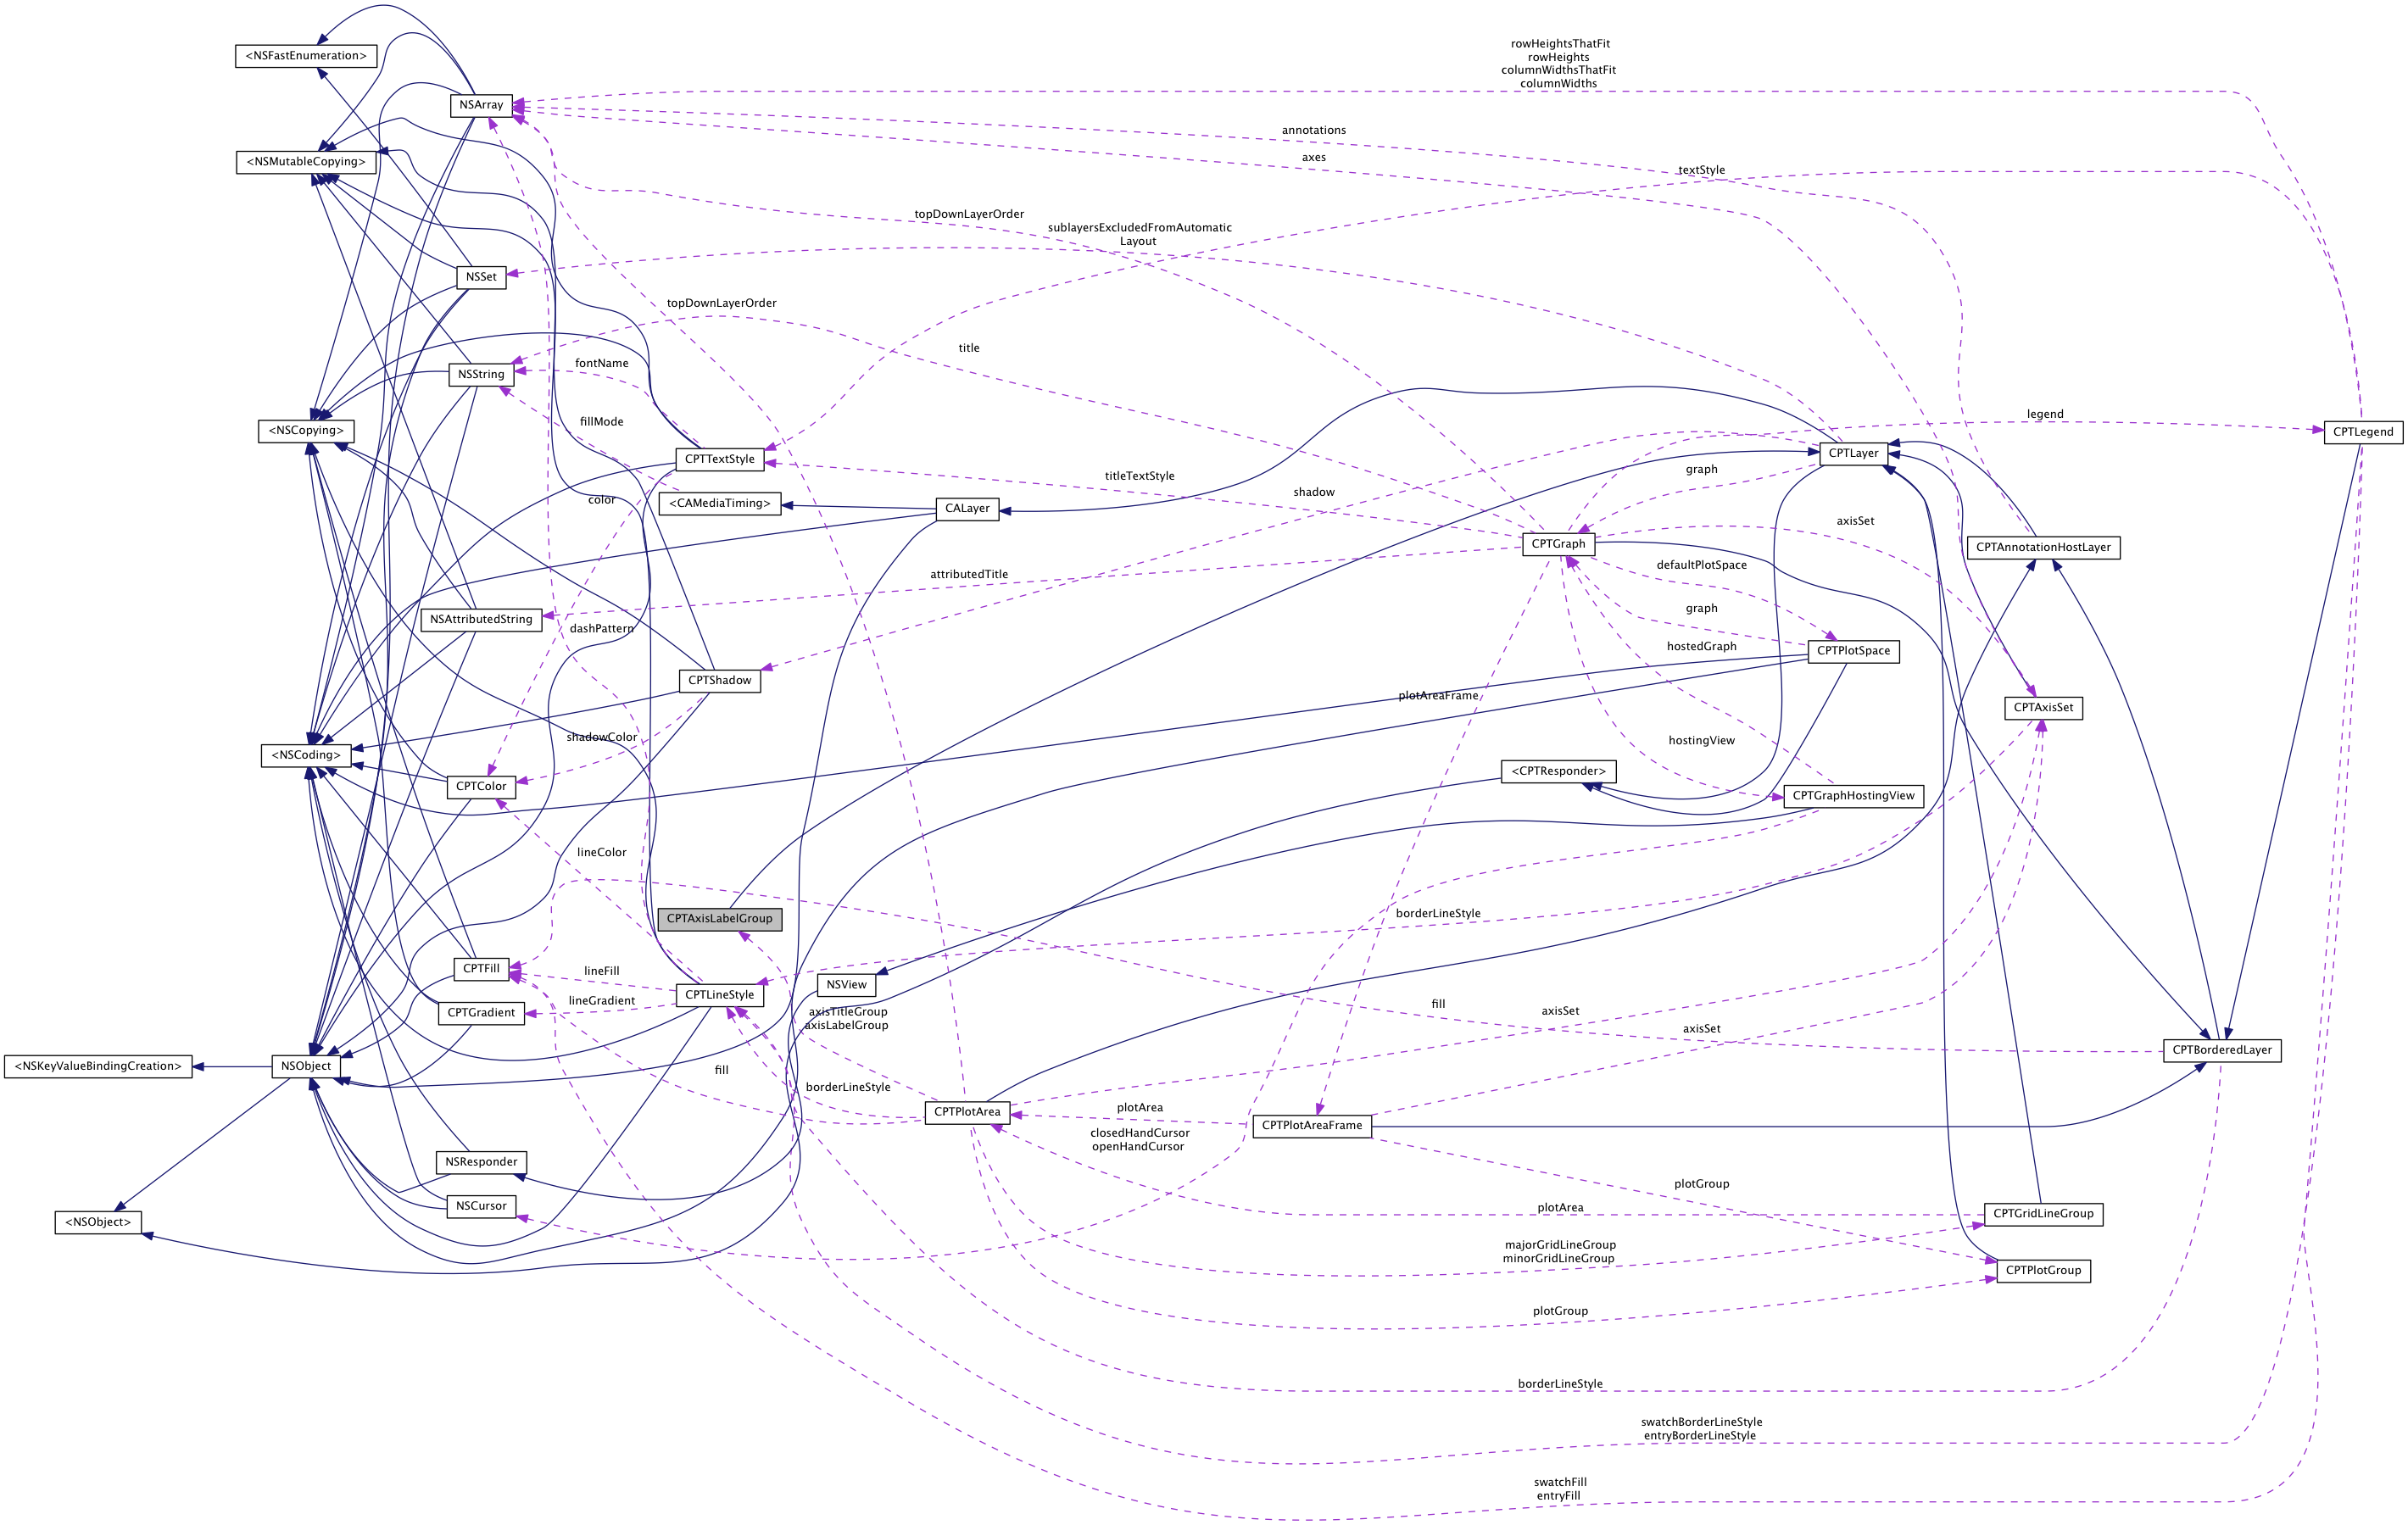 rowHeightsThatFit
rowHeights
columnWidthsThatFit
columnWidths
<NSFastEnumeration>
NSArray
annotations
axes
<NSMutableCopying>
textStyle
topDownLayerOrder
sublayersExcludedFromAutomatic
Layout
NSSet
topDownLayerOrder
title
fontName
NSString
legend
fillMode
<NSCopying>
CPTLegend
CPTLayer
CPTTextStyle
graph
titleTextStyle
shadow
color
<CAMediaTiming>
CALayer
axisSet
CPTGraph
CPTAnnotationHostLayer
defaultPlotSpace
attributedTitle
graph
NSAttributedString
dashPattern
hostedGraph
CPTPlotSpace
CPTShadow
plotAreaFrame
CPTAxisSet
shadowColor
hostingView
<NSCoding>
<CPTResponder>
CPTColor
CPTGraphHostingView
lineColor
CPTAxisLabelGroup
borderLineStyle
CPTFill
lineFill
NSView
CPTLineStyle
lineGradient
fill
CPTGradient
axisTitleGroup
axisLabelGroup
axisSet
axisSet
CPTBorderedLayer
<NSKeyValueBindingCreation>
NSObject
fill
borderLineStyle
plotArea
CPTPlotArea
CPTPlotAreaFrame
closedHandCursor
openHandCursor
NSResponder
plotGroup
NSCursor
plotArea
CPTGridLineGroup
<NSObject>
majorGridLineGroup
minorGridLineGroup
CPTPlotGroup
plotGroup
borderLineStyle
swatchBorderLineStyle
entryBorderLineStyle
swatchFill
entryFill